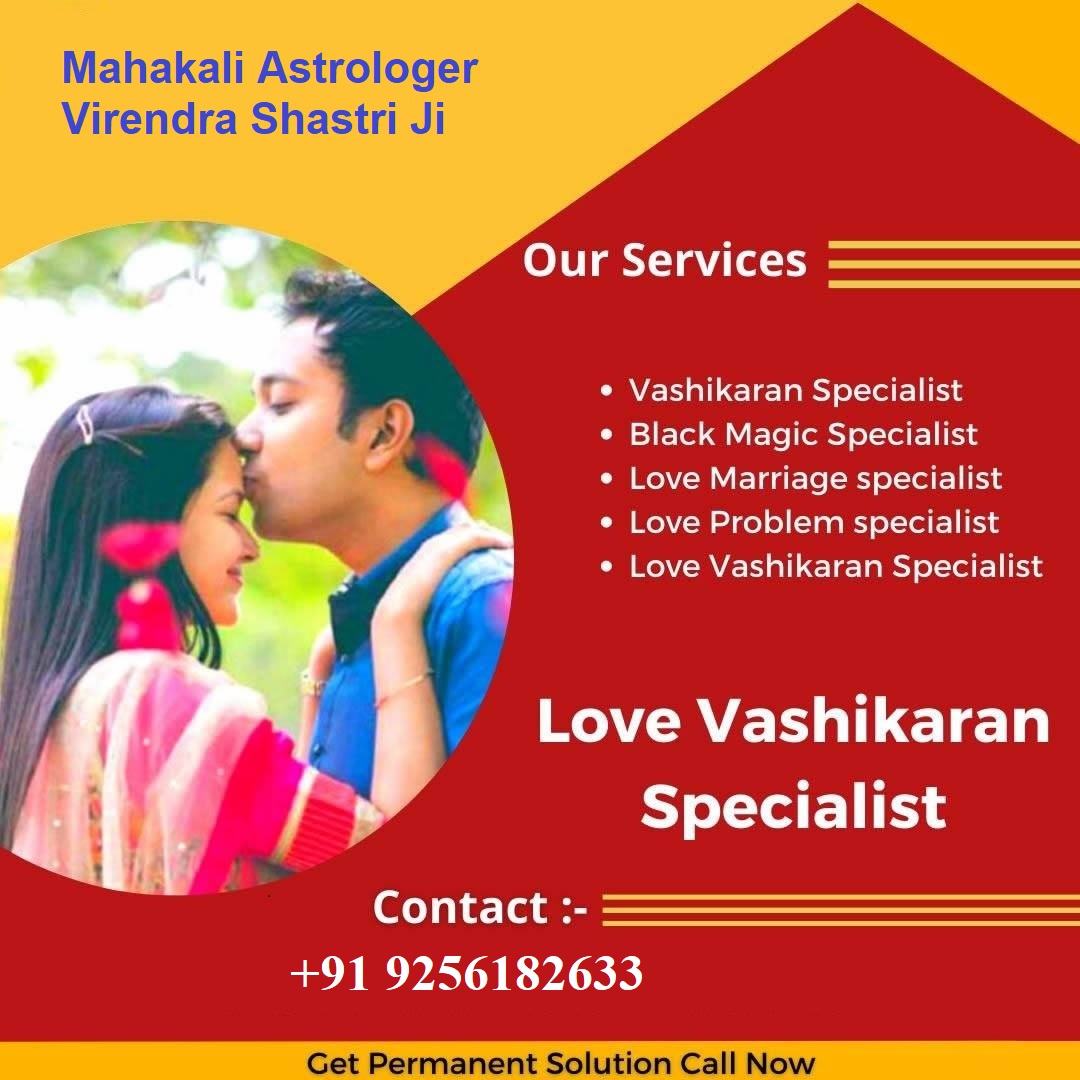 Mahakali Astrologer
Virendra Shastri Ji
Our Services
• Vashikaran Specialist
• Black Magic Specialist
• Love Marriage specialist
• Love Problem specialist
• Love Vashikaran Specialist
Love Vashikaran
Specialist
Contact :-
+91 9256182633
Get Permanent Solution Call Now